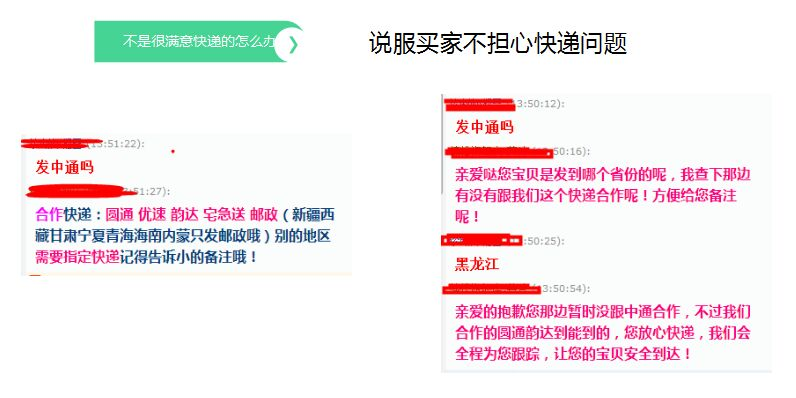 不是很满意快递的怎么办
说服买家不担心快递问题
:51:22):
发中通吗
:51:27):
合作快递：圆通 优速 韵达 宅急送 邮政（新疆西
藏甘肃宁夏青海海南内蒙只发邮政哦）别的地区
需要指定快递记得告诉小的备注哦！
3:50:12):
发中通吗
:50:16):
亲爱哒您宝贝是发到哪个省份的呢，我查下那边
有没有跟我们这个快递合作呢！方便给您备注
呢！
:50:25):
黑龙江
3:50:54):
亲爱的抱歉您那边暂时没跟中通合作，不过我们
合作的圆通韵达到能到的，您放心快递，我们会
全程为您跟踪，让您的宝贝安全到达！